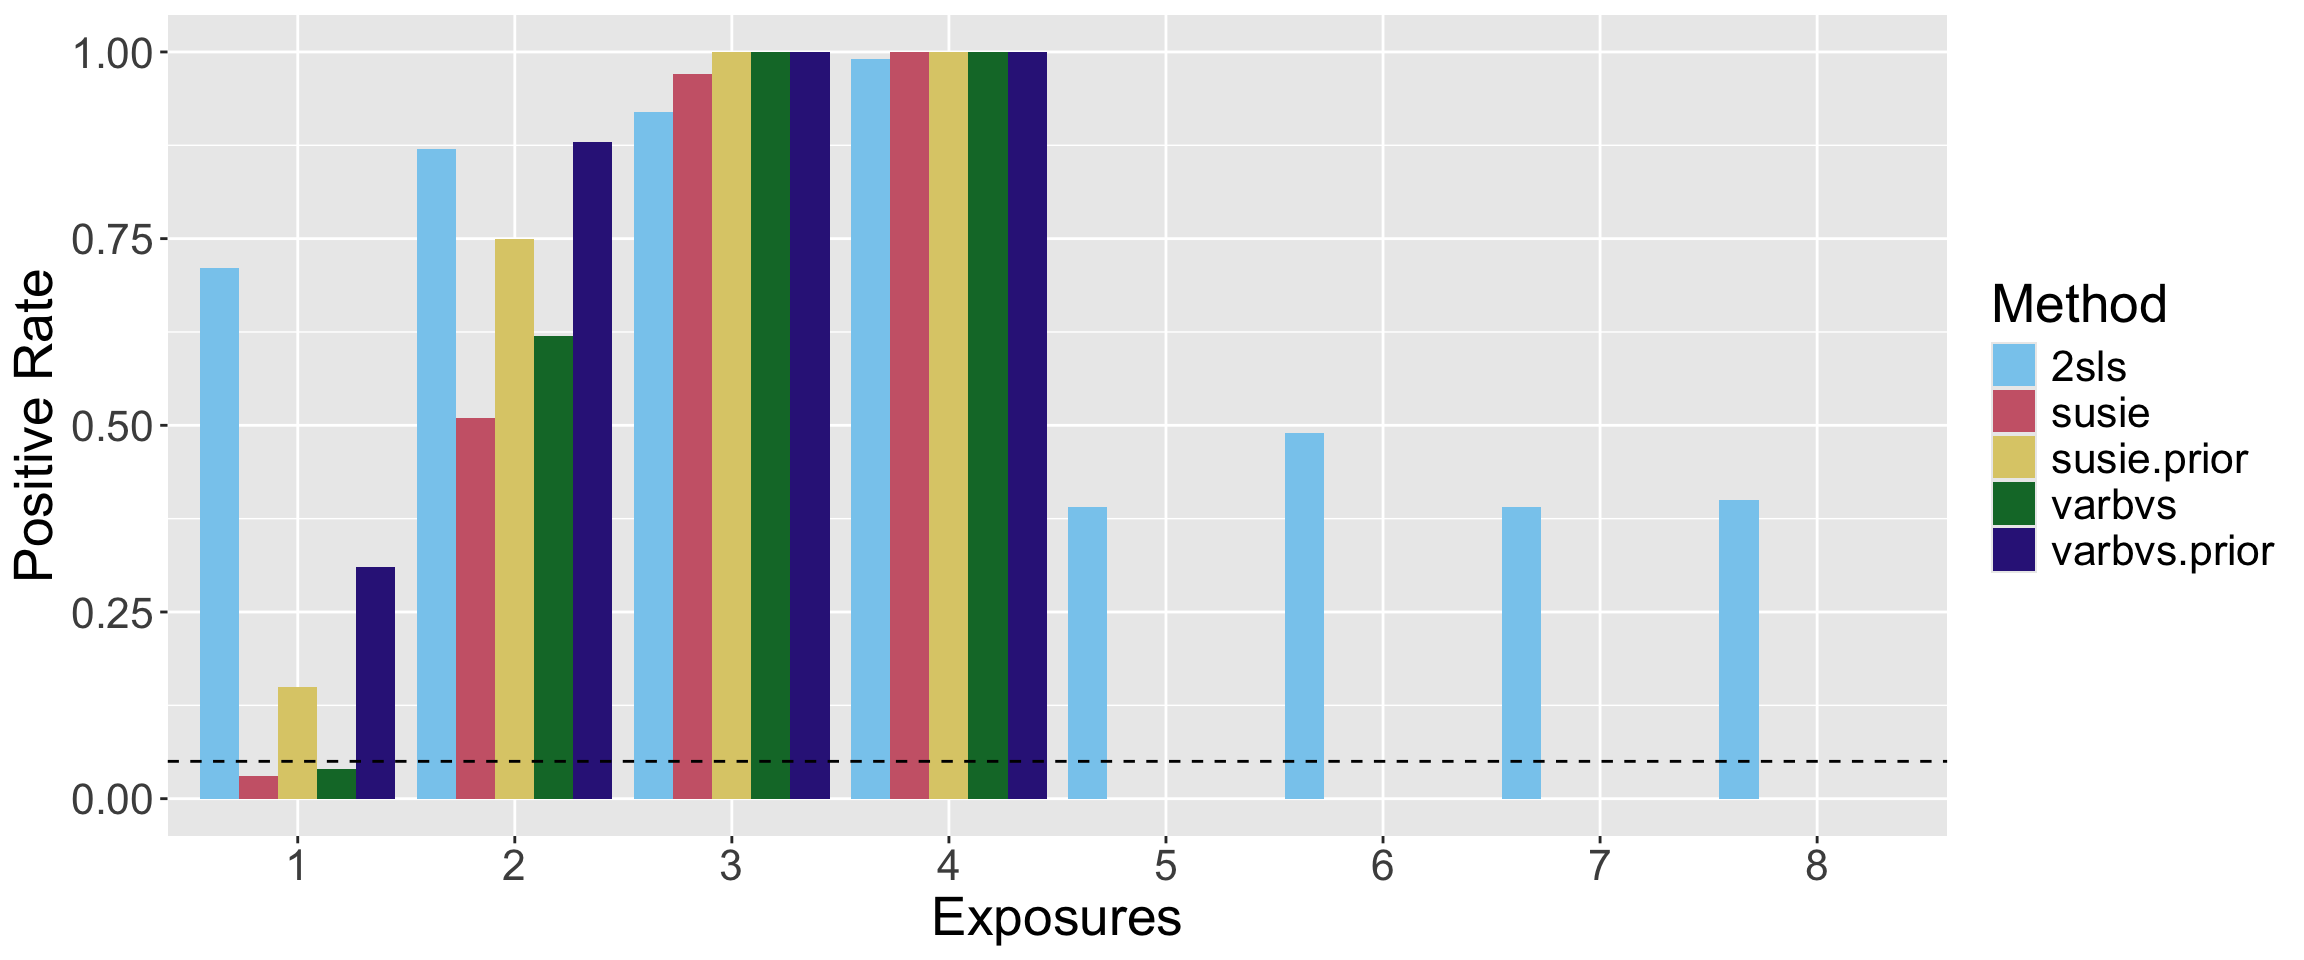 1.00
0.75
0.50
0.25
0.00
Positive Rate
1 2 3 4 5 6 7 8
Exposures
Method
2sls
susie
susie.prior
varbvs
varbvs.prior